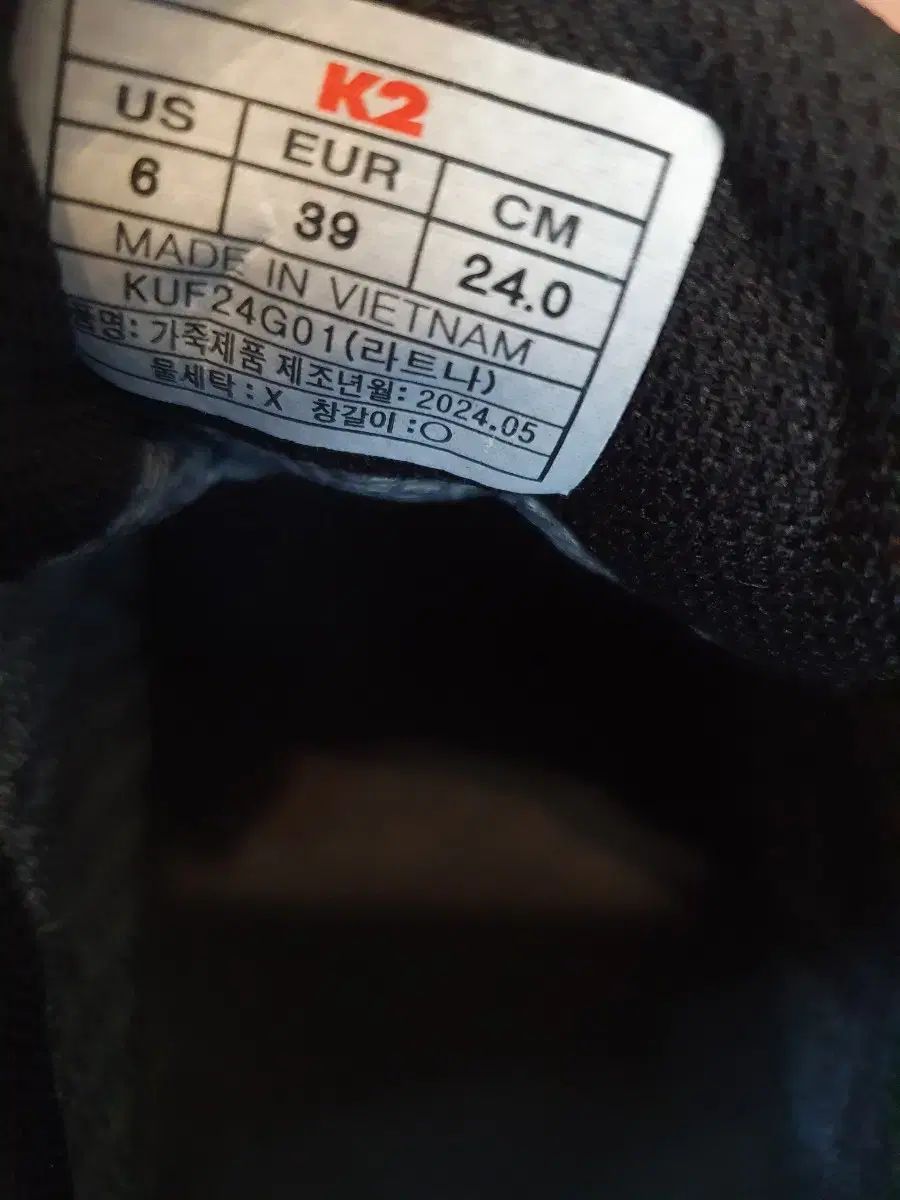 K2
US EUR CM
6 39 24.0
MADE IN VIETNAM
KUF24G01(라트나)
품명: 가죽제품 제조년월: 2024.05
물세탁 : X 창갈이 : O